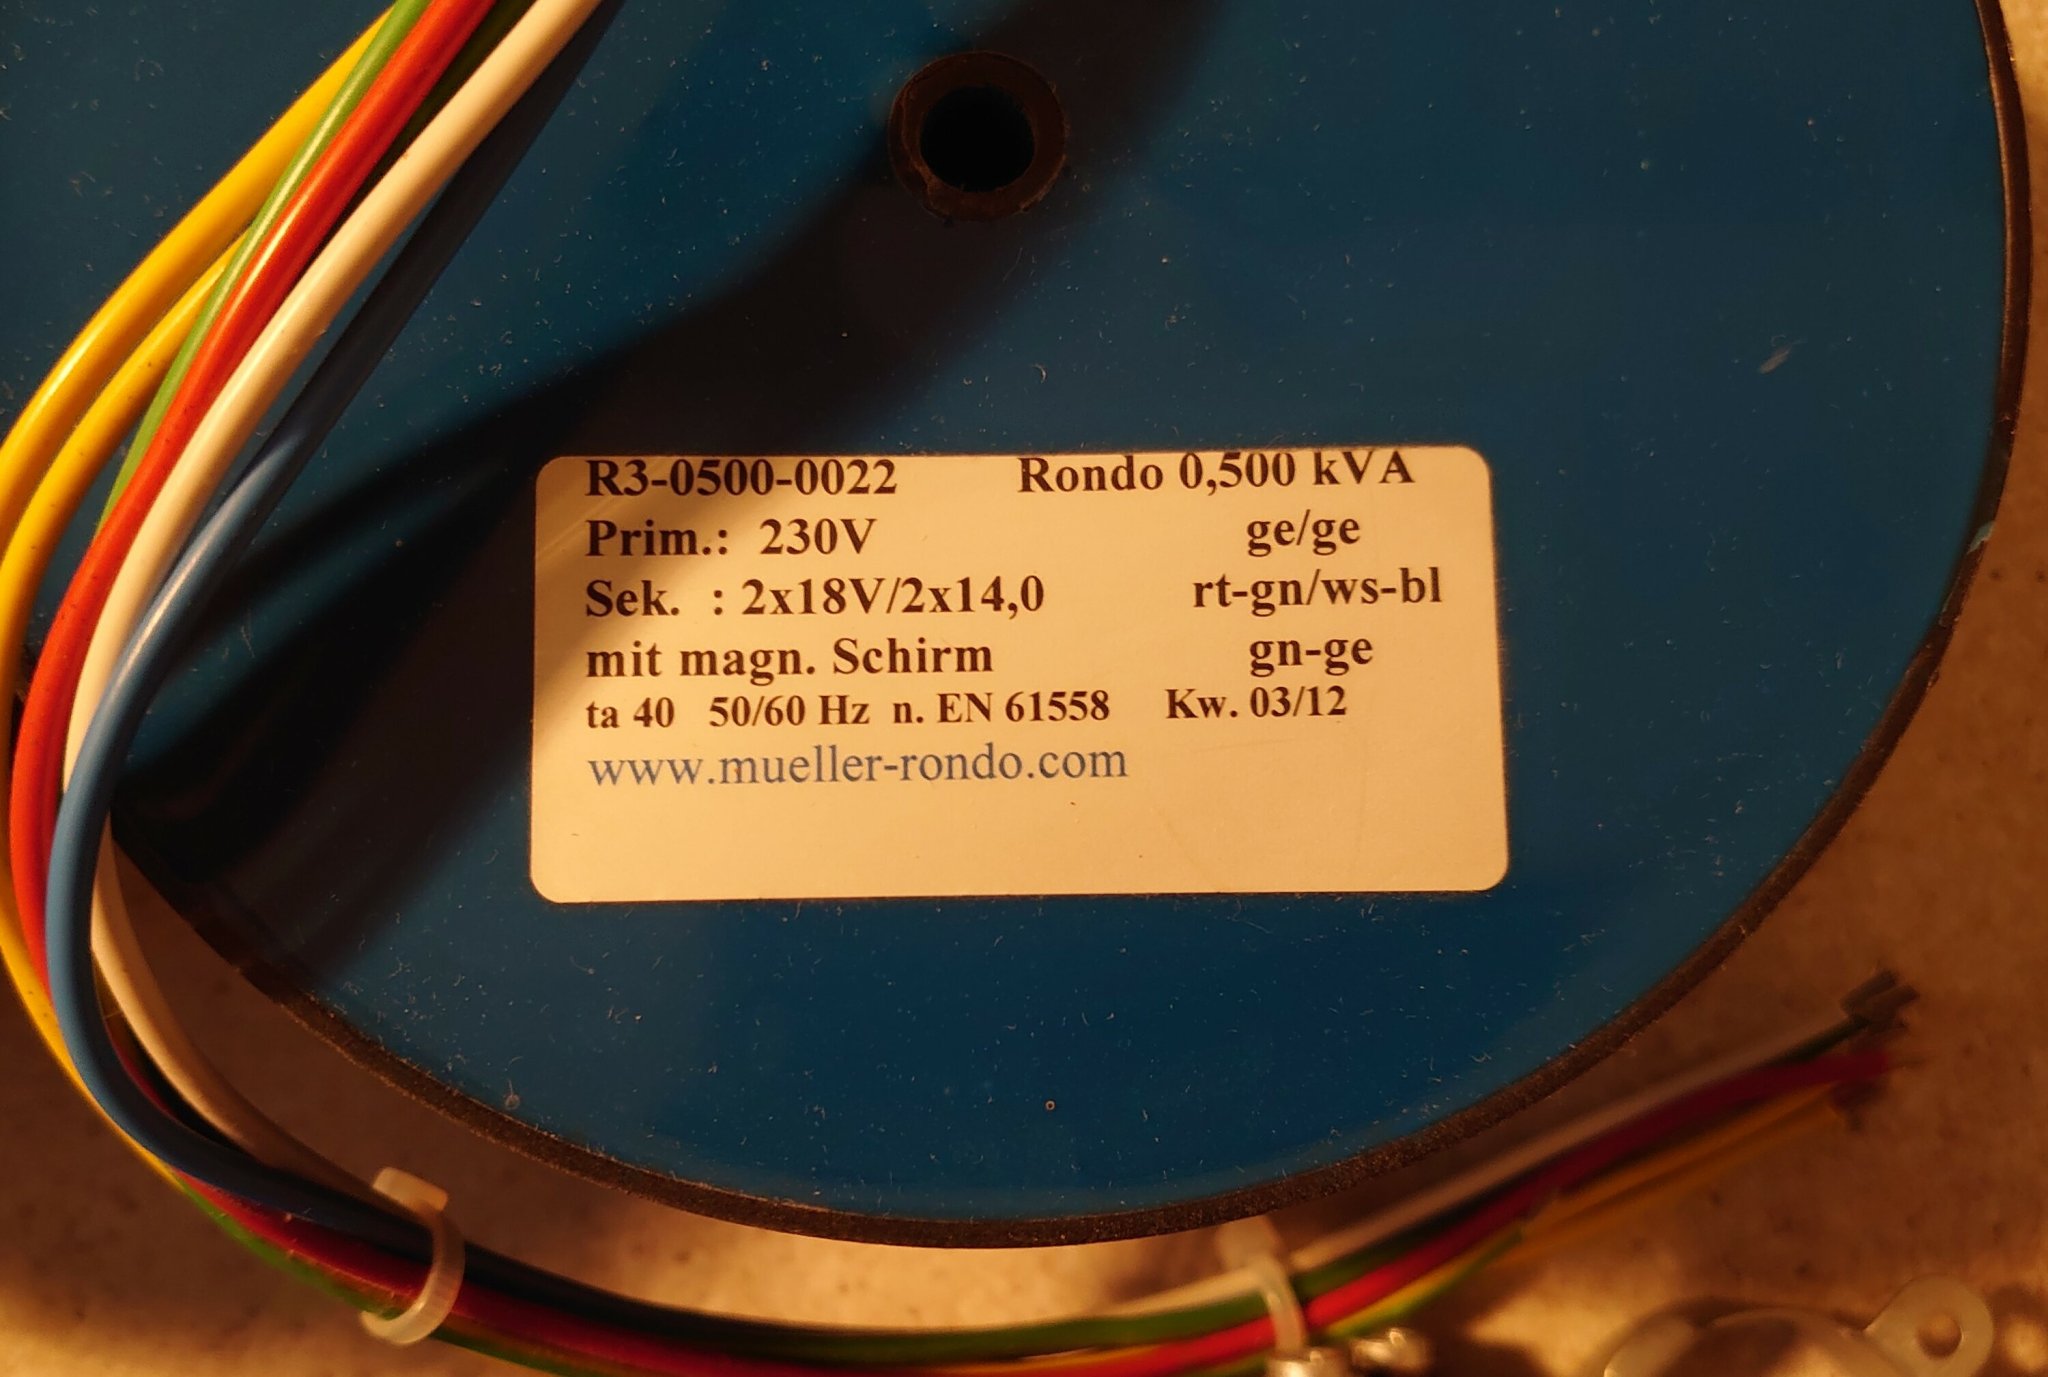 R3-0500-0022 Rondo 0,500 kVA
Prim.: 230V ge/ge
Sek. : 2x18V/2x14,0 rt-gn/ws-bl
mit magn. Schirm gn-ge
ta 40 50/60 Hz n. EN 61558 Kw. 03/12
www.mueller-rondo.com